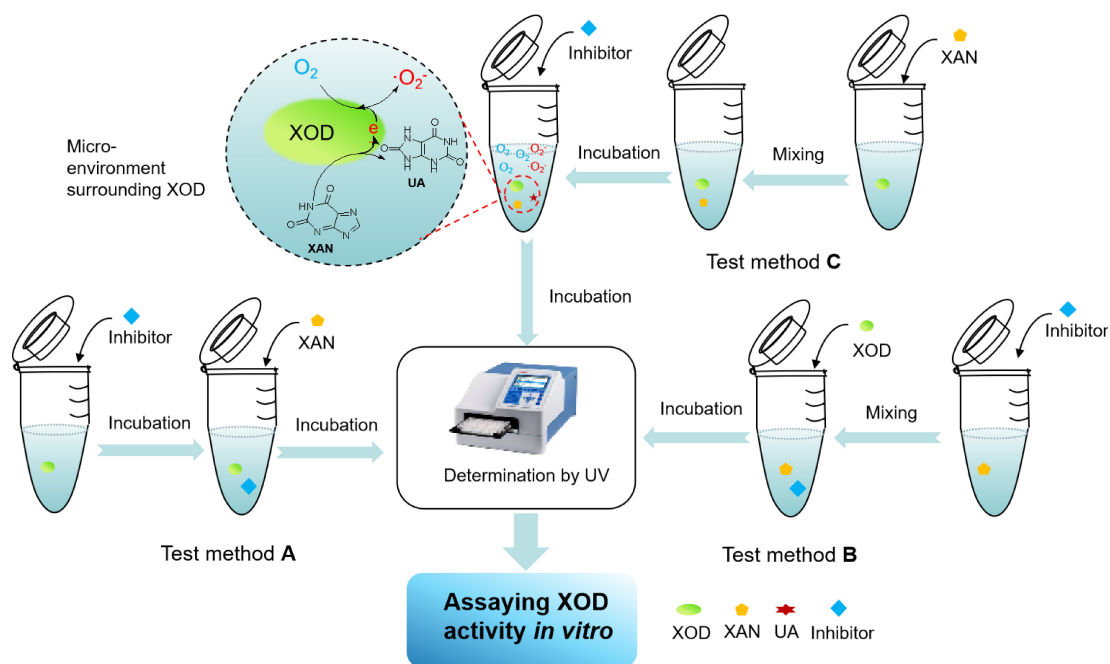 Inhibitor
XAN
O₂
·O₂⁻
XOD
e
Micro-
environment
surrounding XOD
UA
XAN
O₂
O₂
O₂
·O₂⁻
·O₂⁻
Incubation
Mixing
Test method C
Incubation
Inhibitor
XAN
XOD
Inhibitor
Incubation
Incubation
Incubation
Mixing
Determination by UV
Test method A
Test method B
Assaying XOD
activity in vitro
XOD
XAN
UA
Inhibitor